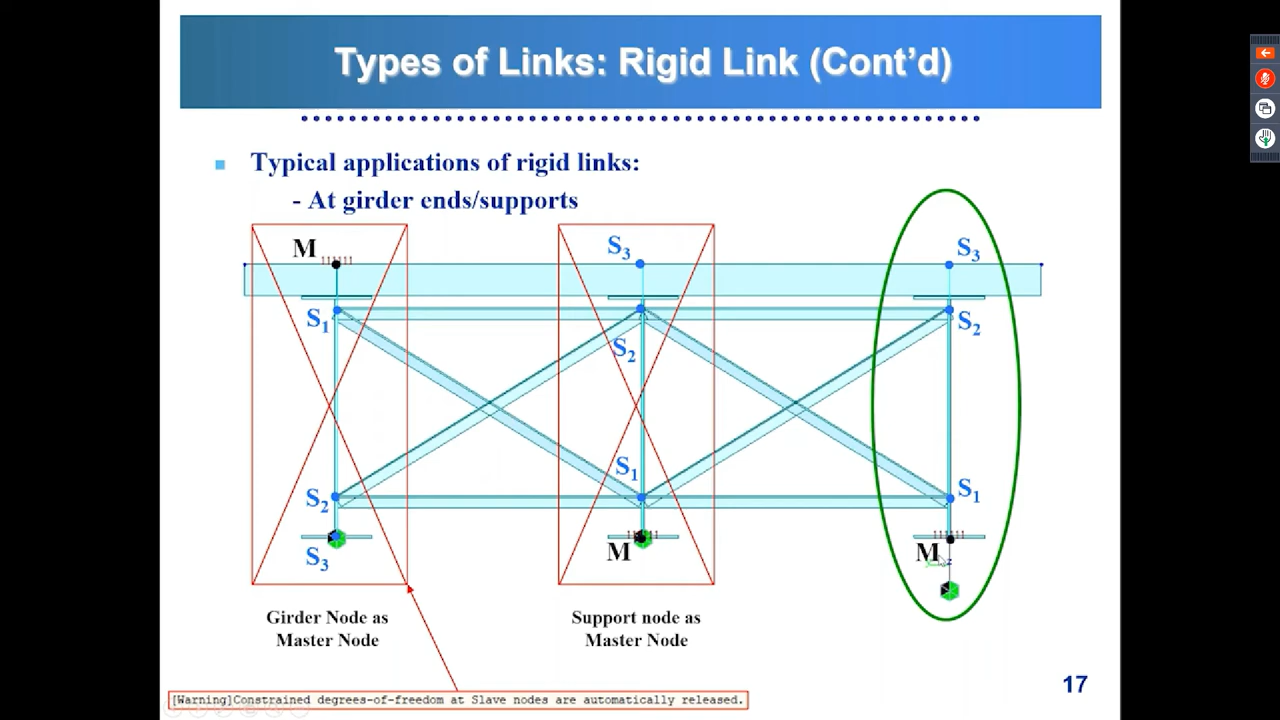 Types of Links: Rigid Link (Cont’d)
Typical applications of rigid links:
- At girder ends/supports
M
S3
S3
S1
S2
S2
S2
S1
S1
S3
M
M
z
Girder Node as
Master Node
Support node as
Master Node
[Warning]Constrained degrees-of-freedom at Slave nodes are automatically released.
17